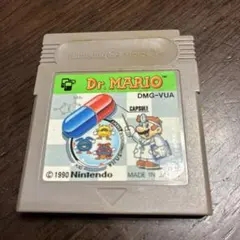 Dr. MARIO
DMG-VUA
CAPSULE
© 1990 Nintendo
MADE IN